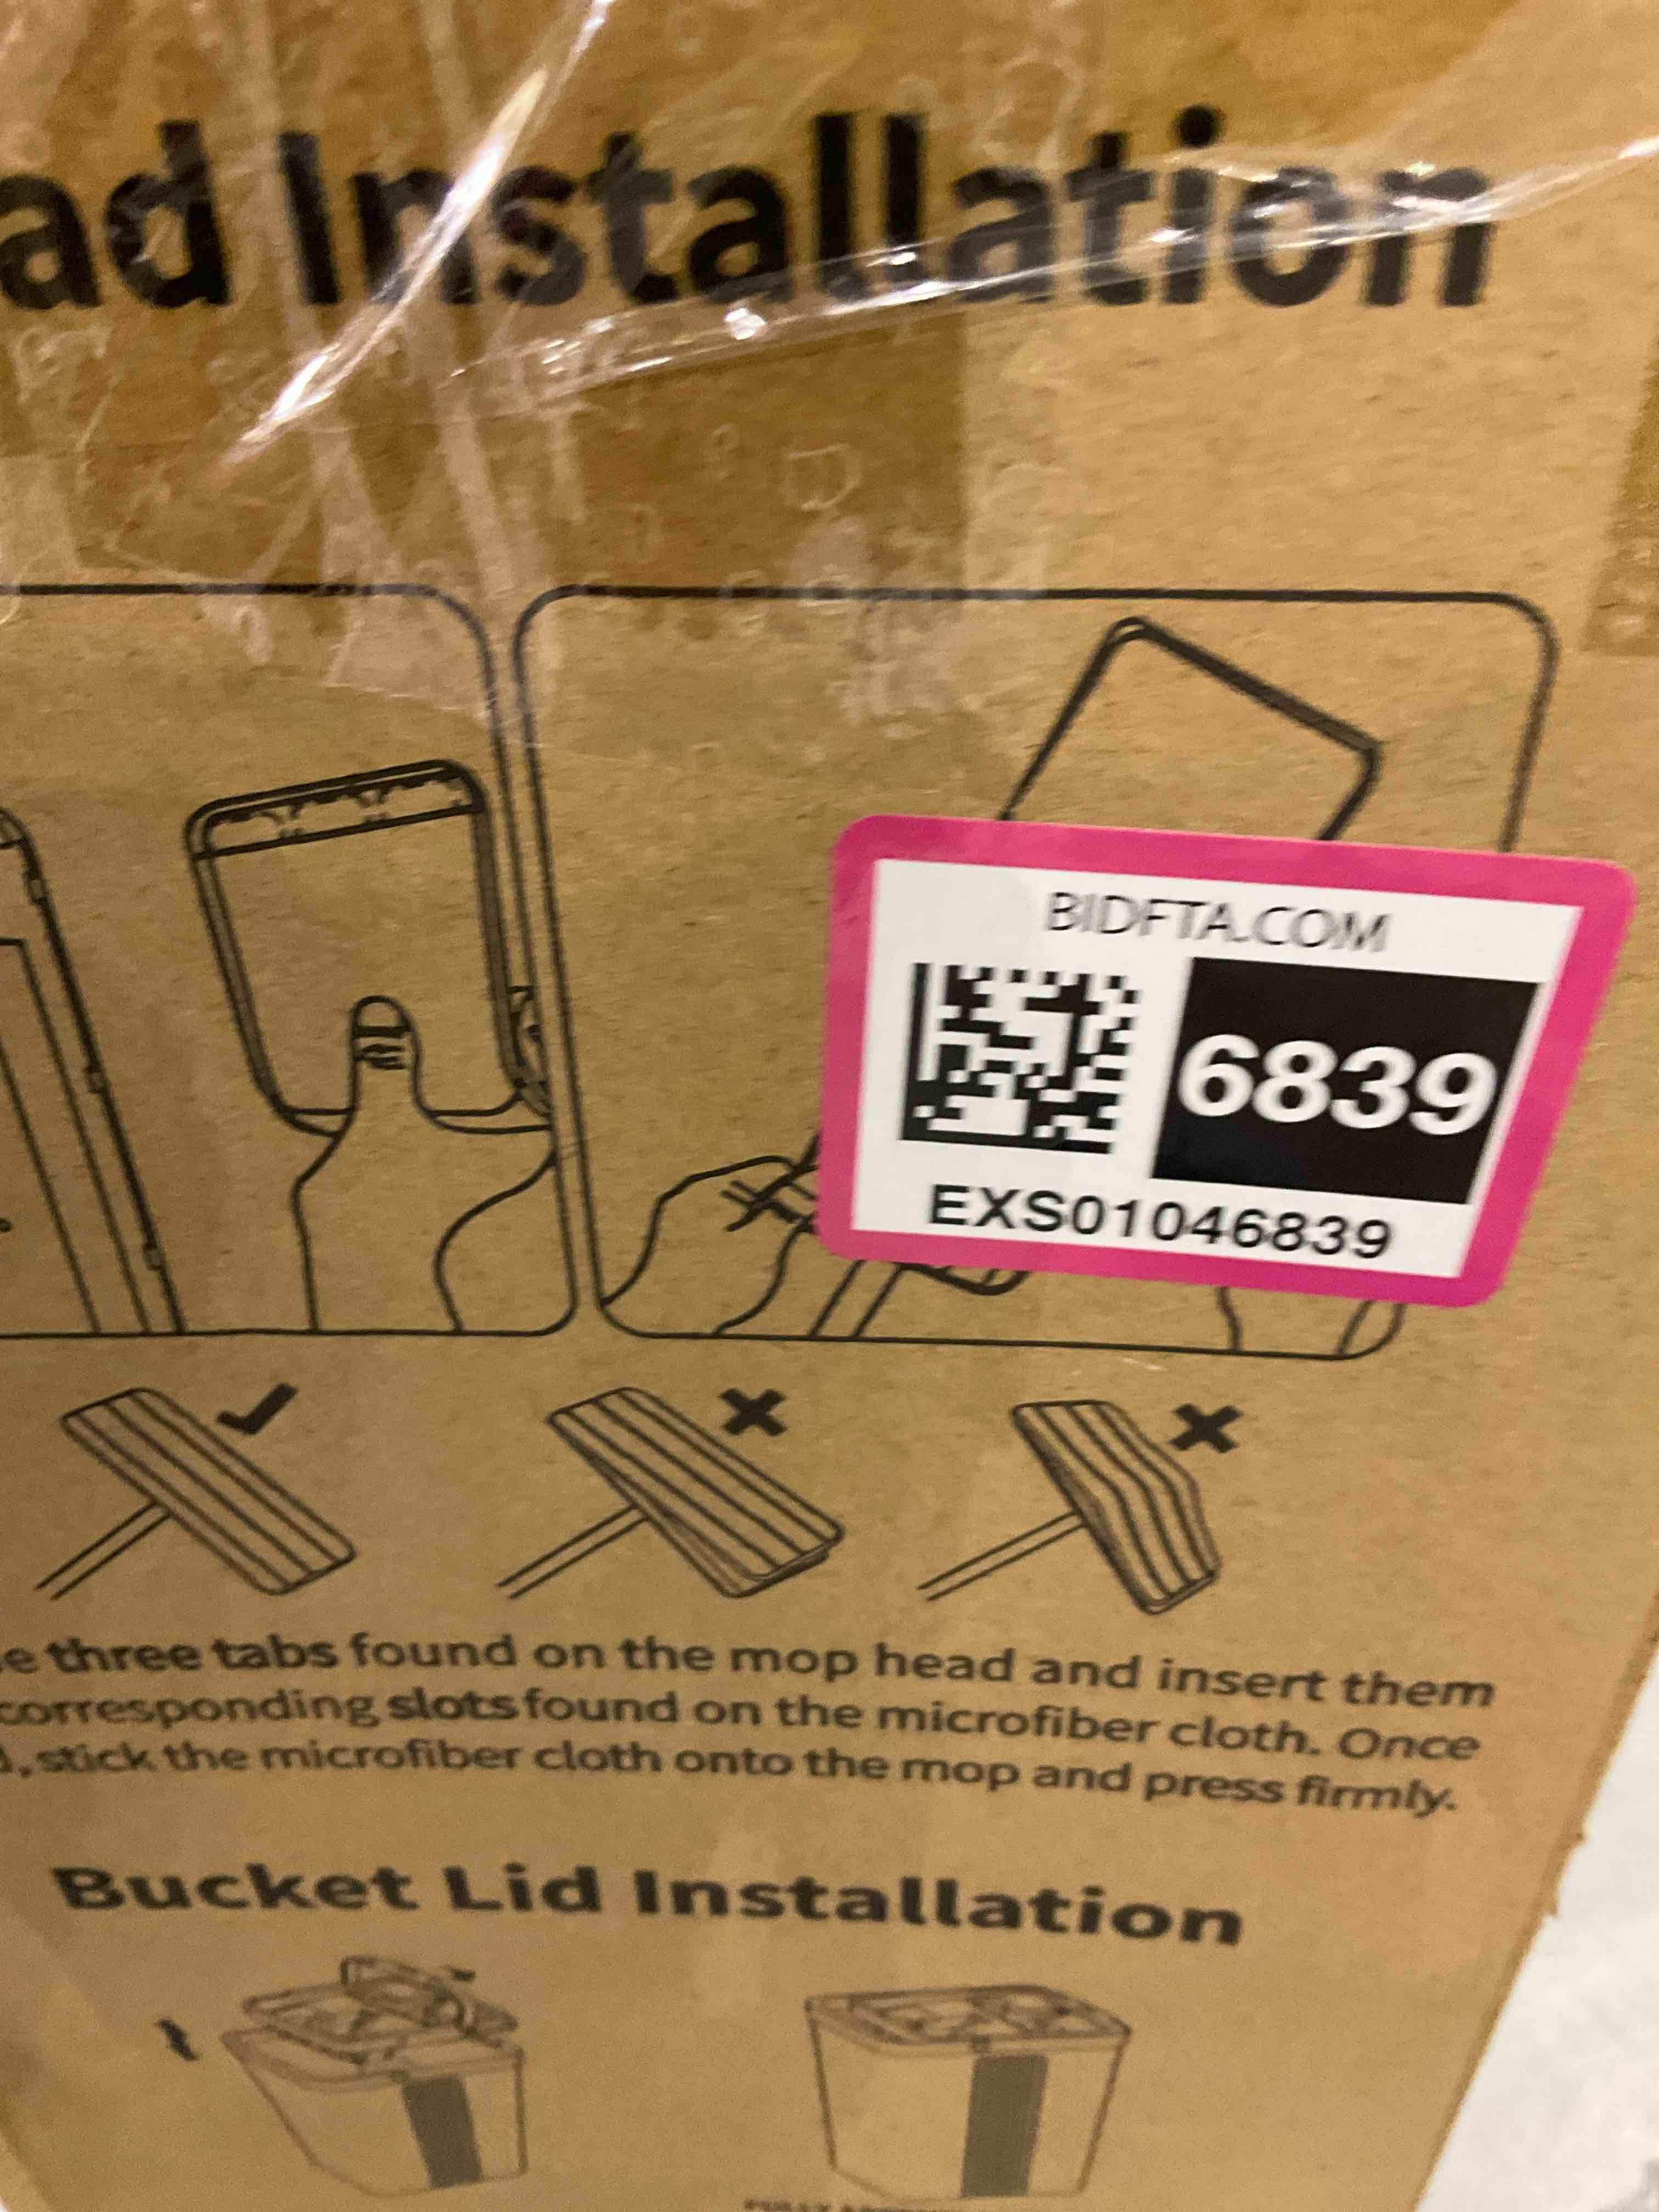 ad Installation
BIDFTA.COM
6839
EXS01046839
e three tabs found on the mop head and insert them
corresponding slots found on the microfiber cloth. Once
, stick the microfiber cloth onto the mop and press firmly.
Bucket Lid Installation